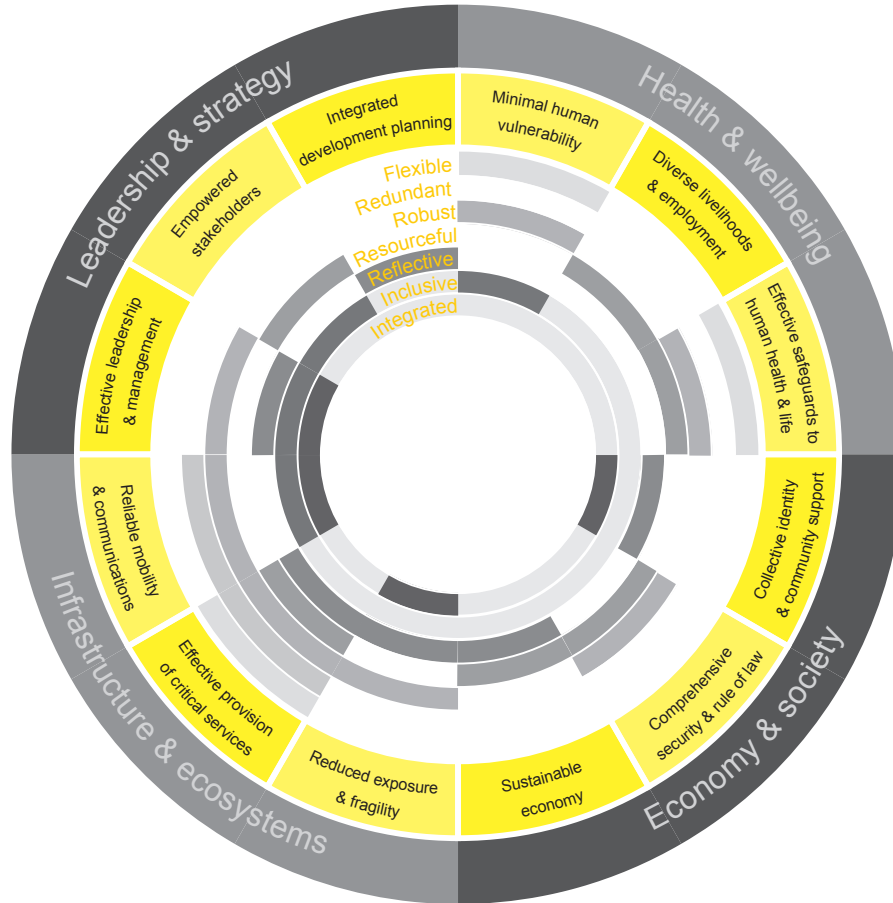 Leadership & strategy
Health & wellbeing
Integrated
development planning
Minimal human
vulnerability
Empowered
stakeholders
Diverse livelihoods
& employment
Flexible
Redundant
Robust
Resourceful
Reflective
Inclusive
Integrated
Effective leadership
& management
Effective safeguards to
human health & life
Reliable mobility
& communications
Collective identity
& community support
Effective provision
of critical services
Comprehensive
security & rule of law
Reduced exposure
& fragility
Sustainable
economy
Infrastructure & ecosystems
Economy & society